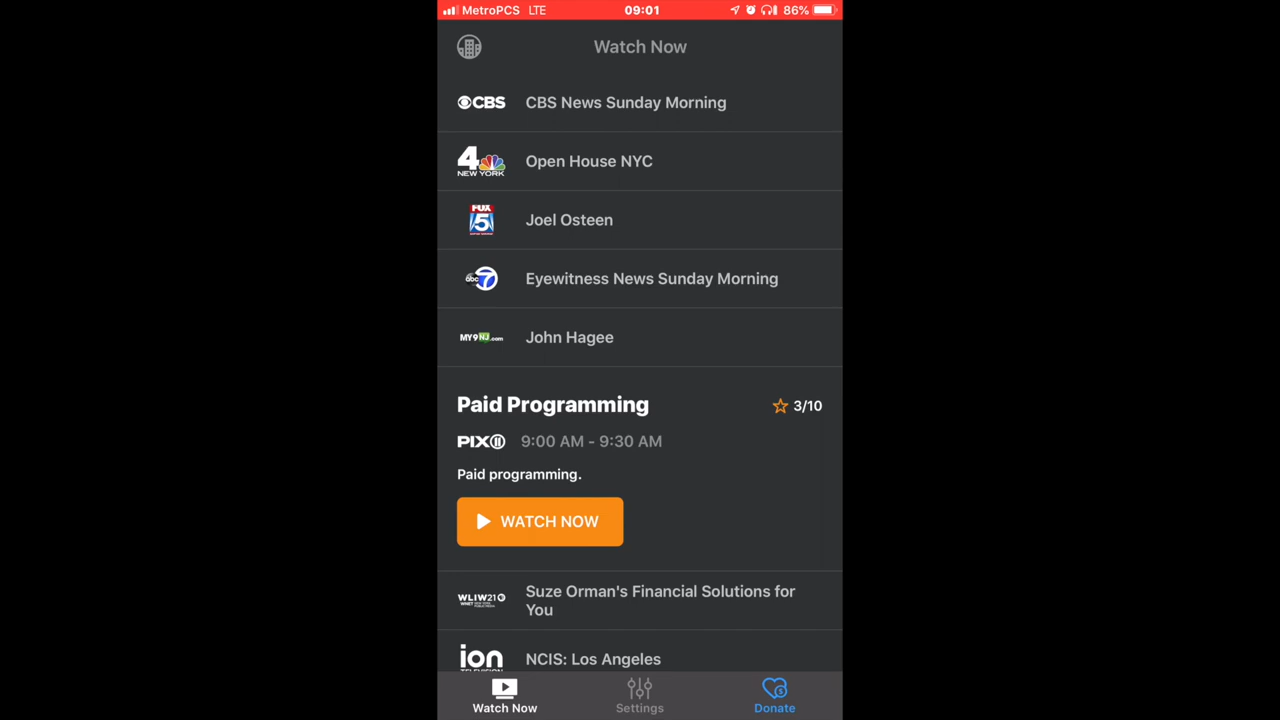 MetroPCS LTE 09:01 86%
Watch Now
CBS CBS News Sunday Morning
4 NEW YORK Open House NYC
FOX 5 Joel Osteen
abc 7 Eyewitness News Sunday Morning
MY9NJ.com John Hagee
Paid Programming 3/10
PIX11 9:00 AM - 9:30 AM
Paid programming.
WATCH NOW
WLIW21 Suze Orman's Financial Solutions for
You
ion TELEVISION NCIS: Los Angeles
Watch Now Settings Donate